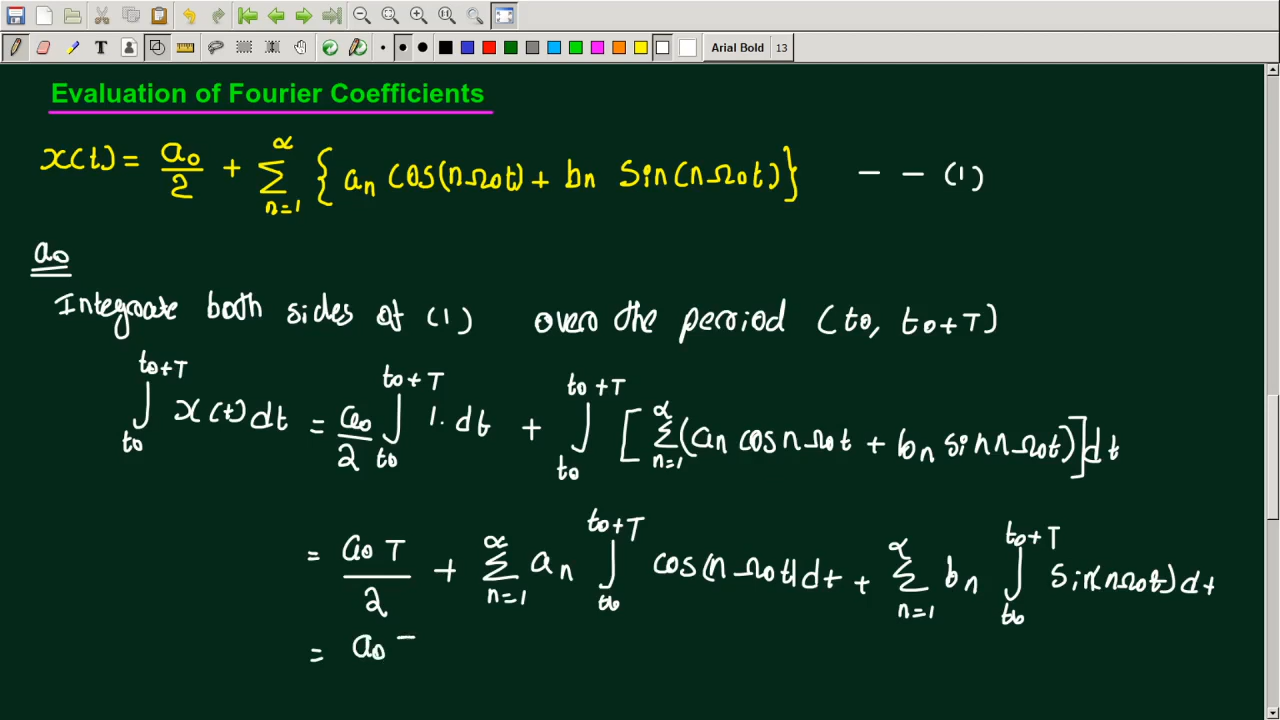 Arial Bold 13
Evaluation of Fourier Coefficients
x(t) = a0/2 + ∑_{n=1}^{∝} { an cos(nΩ0t) + bn sin(nΩ0t) } - - (1)
a0
Integrate both sides of (1) over the period (t0, t0+T)
∫_{t0}^{t0+T} x(t) dt = a0/2 ∫_{t0}^{t0+T} 1. dt + ∫_{t0}^{t0+T} [ ∑_{n=1}^{∝} (an cos nΩ0t + bn sin nΩ0t) ] dt
= a0 T/2 + ∑_{n=1}^{∝} an ∫_{t0}^{t0+T} cos(nΩ0t) dt + ∑_{n=1}^{∝} bn ∫_{t0}^{t0+T} sin(nΩ0t) dt
= a0